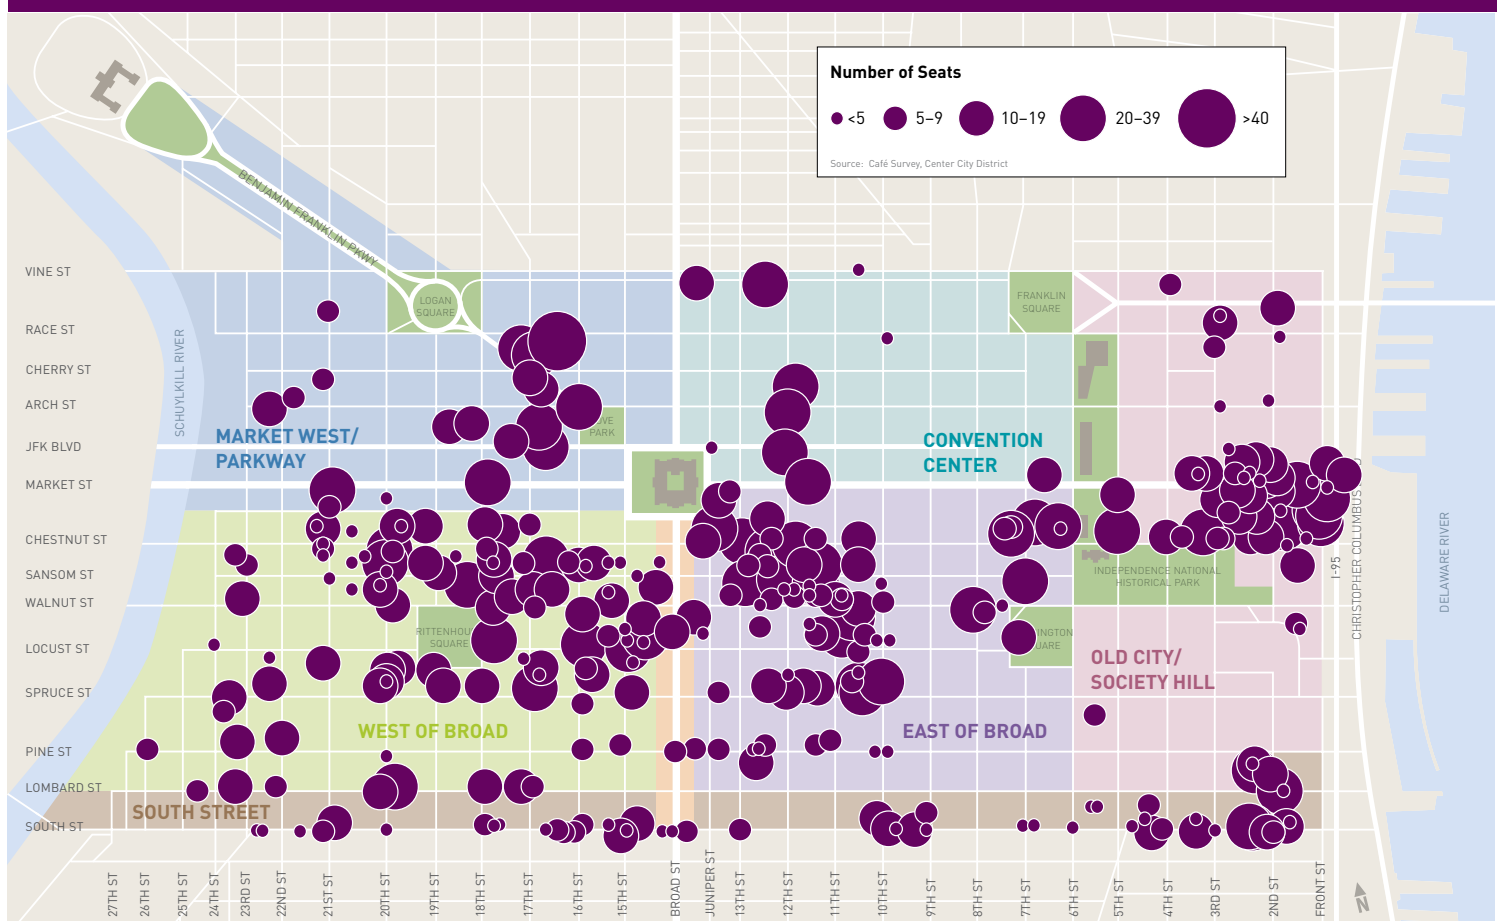 Number of Seats
<5 5–9 10–19 20–39 >40
Source: Café Survey, Center City District
BENJAMIN FRANKLIN PKWY
VINE ST
RACE ST
CHERRY ST
ARCH ST
JFK BLVD
MARKET ST
CHESTNUT ST
SANSOM ST
WALNUT ST
LOCUST ST
SPRUCE ST
PINE ST
LOMBARD ST
SOUTH ST
SCHUYLKILL RIVER
LOGAN
SQUARE
FRANKLIN
SQUARE
PARK
MARKET WEST/
PARKWAY
CONVENTION
CENTER
INDEPENDENCE NATIONAL
HISTORICAL PARK
RITTENHOU
SQUARE
OLD CITY/
SOCIETY HILL
WEST OF BROAD
EAST OF BROAD
SOUTH STREET
I-95
CHRISTOPHER COLUMBUS
DELAWARE RIVER
27TH ST
26TH ST
25TH ST
24TH ST
23RD ST
22ND ST
21ST ST
20TH ST
19TH ST
18TH ST
17TH ST
16TH ST
15TH ST
BROAD ST
JUNIPER ST
13TH ST
12TH ST
11TH ST
10TH ST
9TH ST
8TH ST
7TH ST
6TH ST
5TH ST
4TH ST
3RD ST
2ND ST
FRONT ST
N